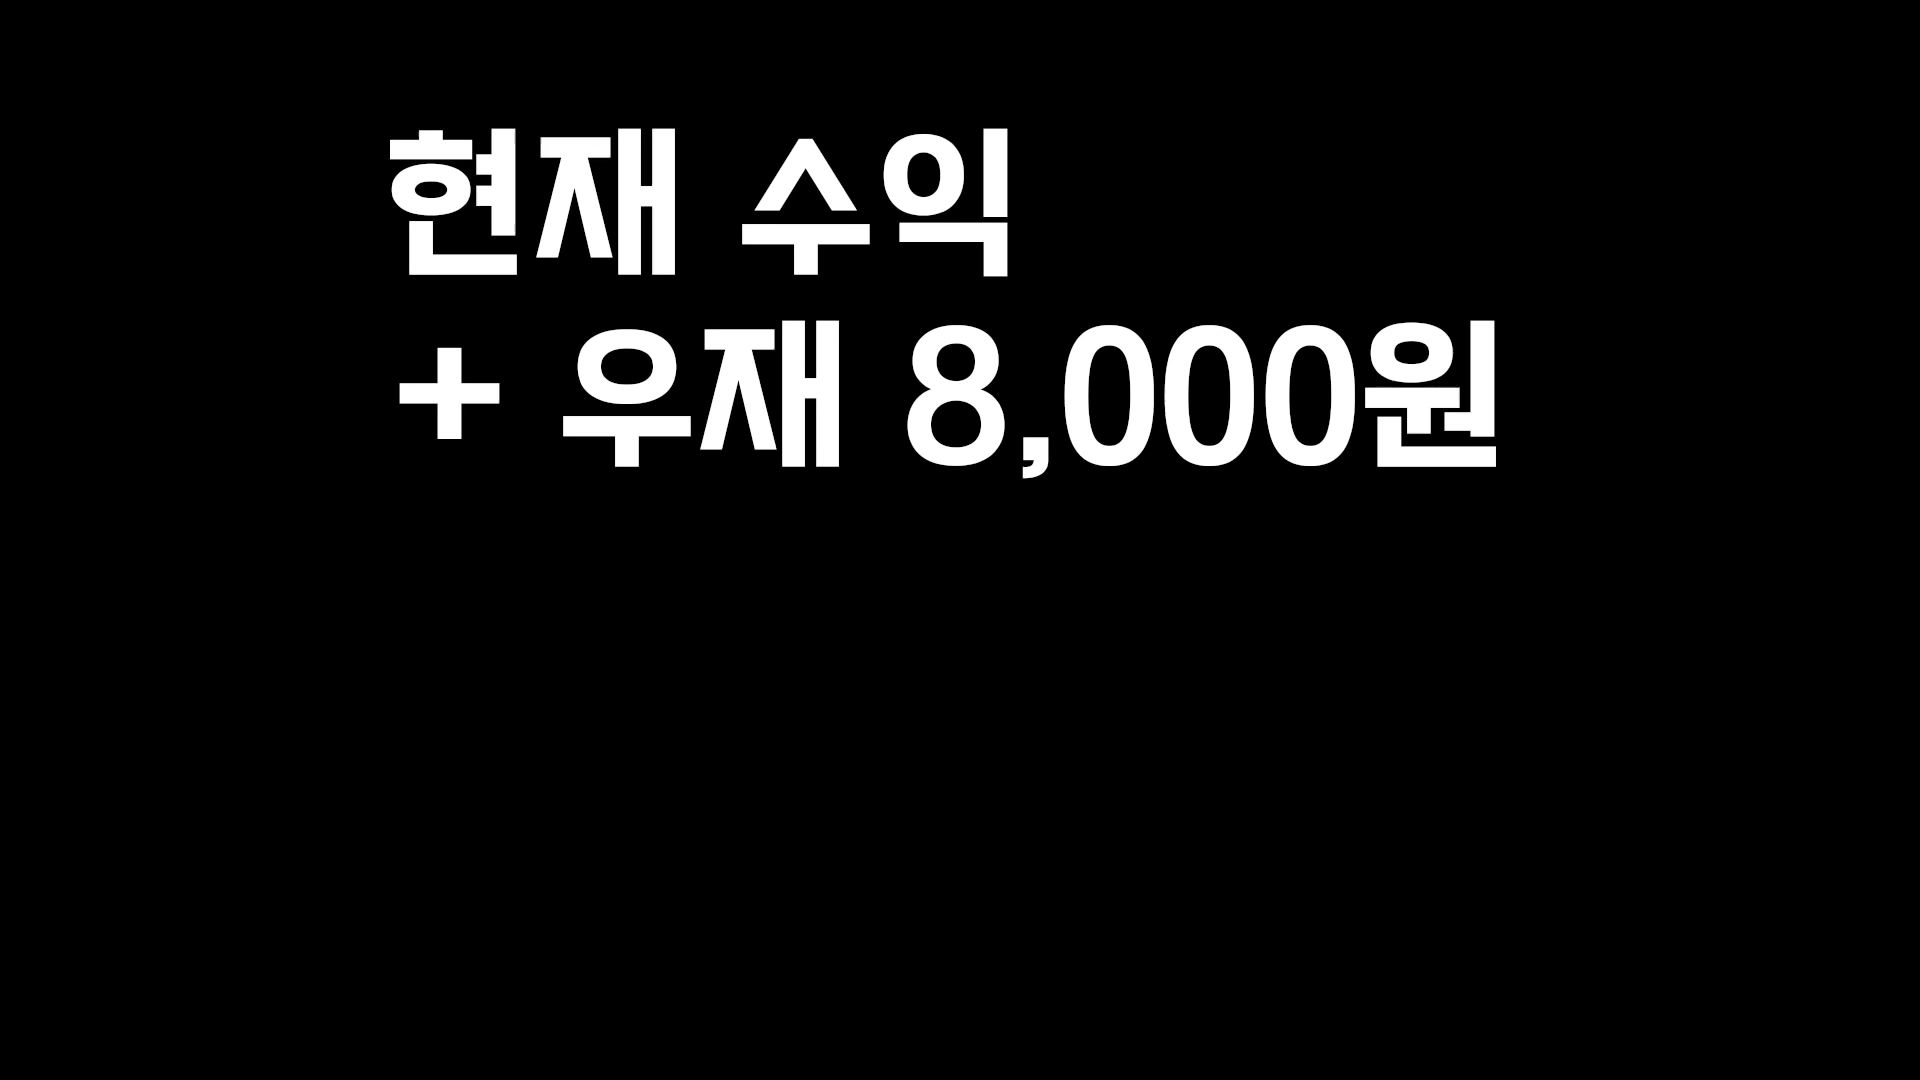 현재 수익
+ 우재 8,000원